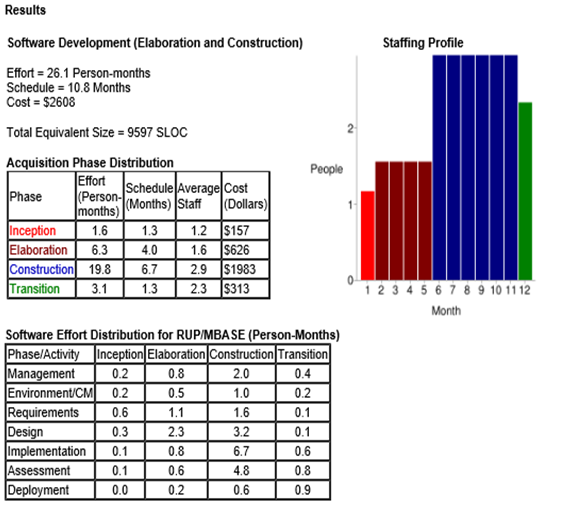 Results
Software Development (Elaboration and Construction)
Effort = 26.1 Person-months
Schedule = 10.8 Months
Cost = $2608
Total Equivalent Size = 9597 SLOC
Acquisition Phase Distribution
Phase Effort (Person-months) Schedule (Months) Average Staff Cost (Dollars)
Inception 1.6 1.3 1.2 $157
Elaboration 6.3 4.0 1.6 $626
Construction 19.8 6.7 2.9 $1983
Transition 3.1 1.3 2.3 $313
Staffing Profile
2
People
1
0
1 2 3 4 5 6 7 8 9 10 11 12
Month
Software Effort Distribution for RUP/MBASE (Person-Months)
Phase/Activity Inception Elaboration Construction Transition
Management 0.2 0.8 2.0 0.4
Environment/CM 0.2 0.5 1.0 0.2
Requirements 0.6 1.1 1.6 0.1
Design 0.3 2.3 3.2 0.1
Implementation 0.1 0.8 6.7 0.6
Assessment 0.1 0.6 4.8 0.8
Deployment 0.0 0.2 0.6 0.9